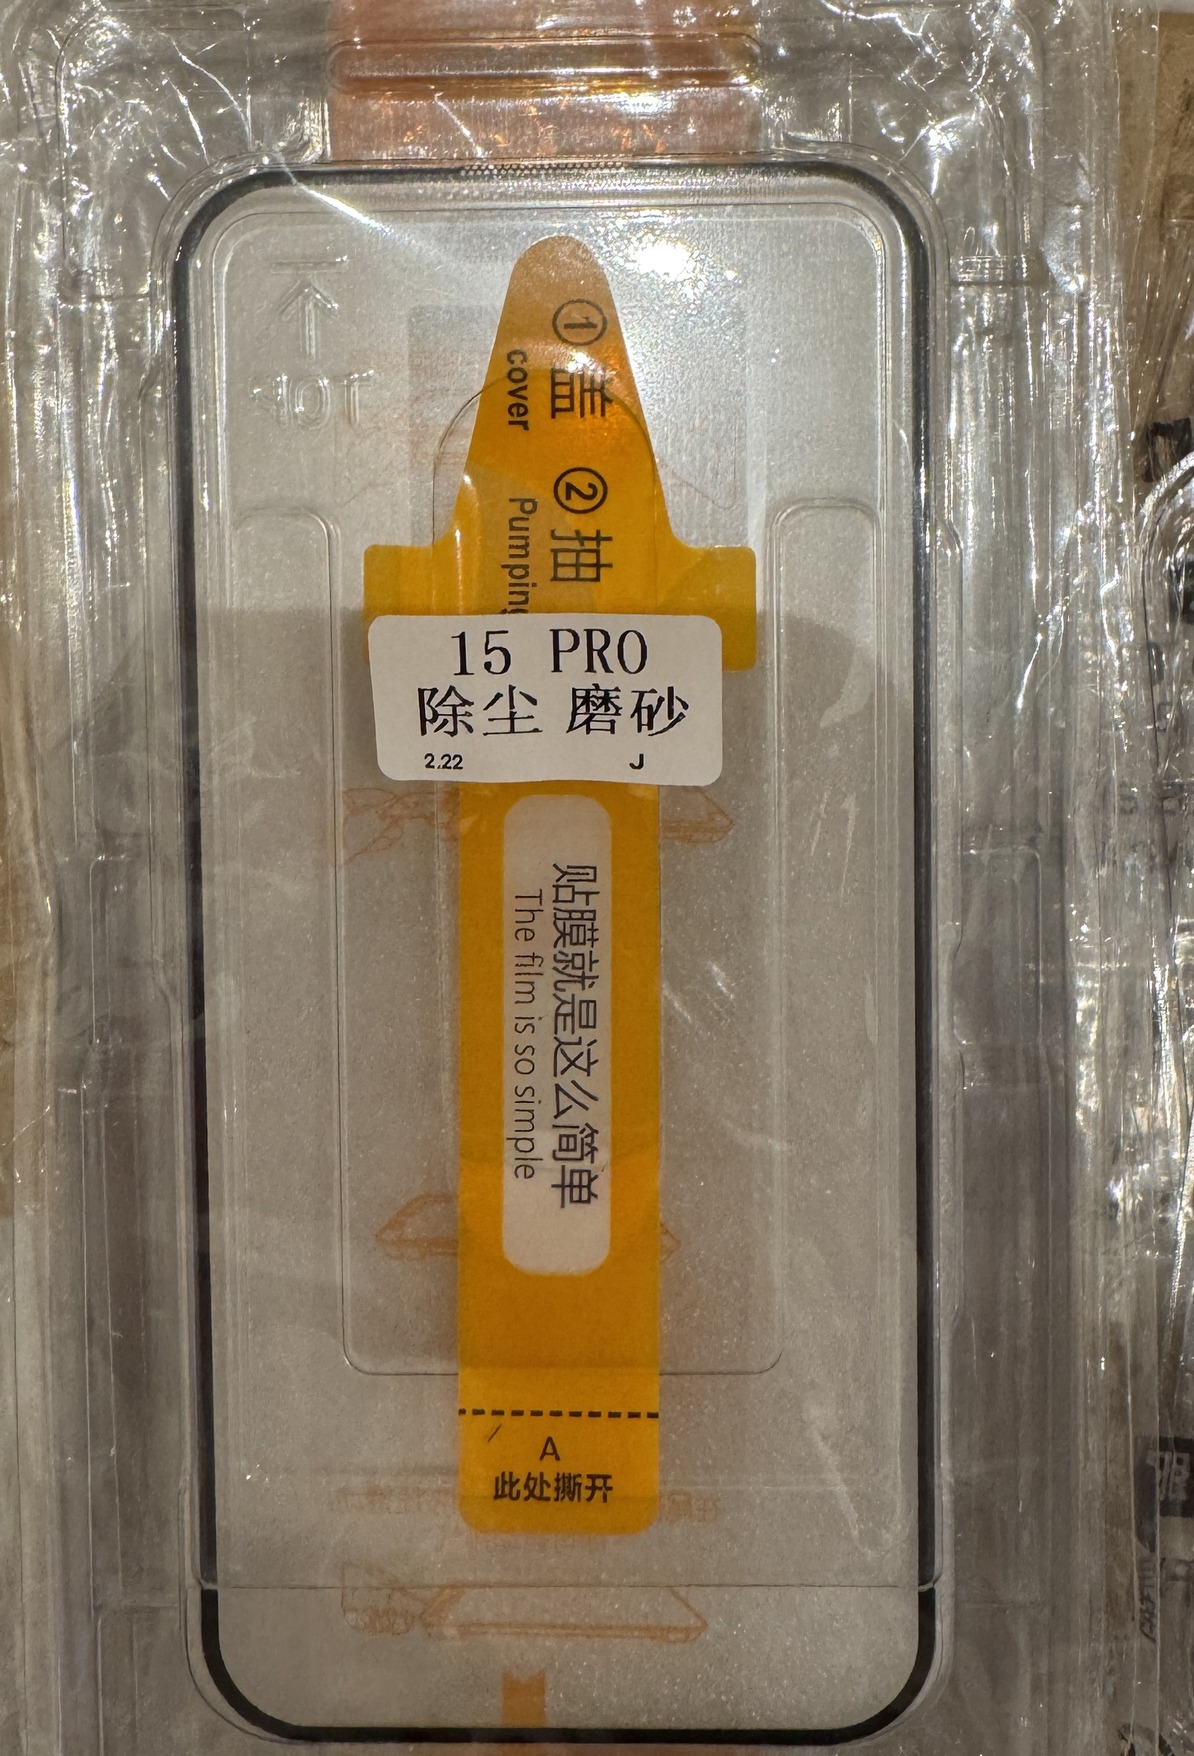 TOP
①盖 ②抽
cover Pumping
15 PRO
除尘 磨砂
2.22 J
贴膜就是这么简单
The film is so simple
A
此处撕开